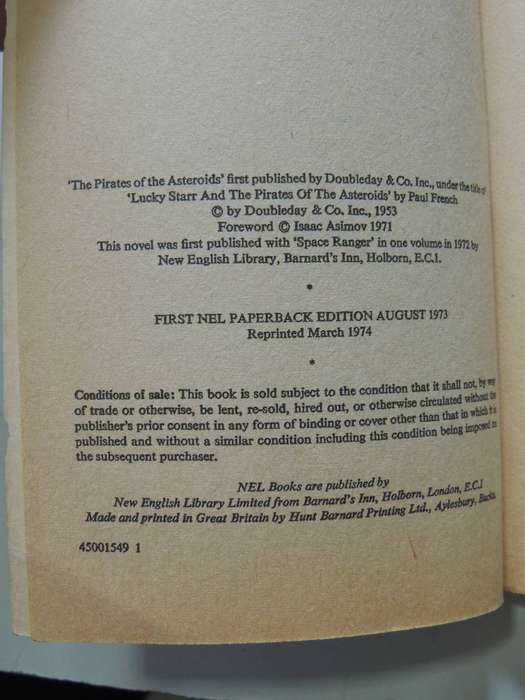 'The Pirates of the Asteroids' first published by Doubleday & Co. Inc., under the title of
'Lucky Starr And The Pirates Of The Asteroids' by Paul French
© by Doubleday & Co. Inc., 1953
Foreword © Isaac Asimov 1971
This novel was first published with 'Space Ranger' in one volume in 1972 by
New English Library, Barnard's Inn, Holborn, E.C.1.
*
FIRST NEL PAPERBACK EDITION AUGUST 1973
Reprinted March 1974
*
Conditions of sale: This book is sold subject to the condition that it shall not, by way
of trade or otherwise, be lent, re-sold, hired out, or otherwise circulated without the
publisher's prior consent in any form of binding or cover other than that in which it is
published and without a similar condition including this condition being imposed on
the subsequent purchaser.
NEL Books are published by
New English Library Limited from Barnard's Inn, Holborn, London, E.C.1
Made and printed in Great Britain by Hunt Barnard Printing Ltd., Aylesbury, Bucks.
45001549 1